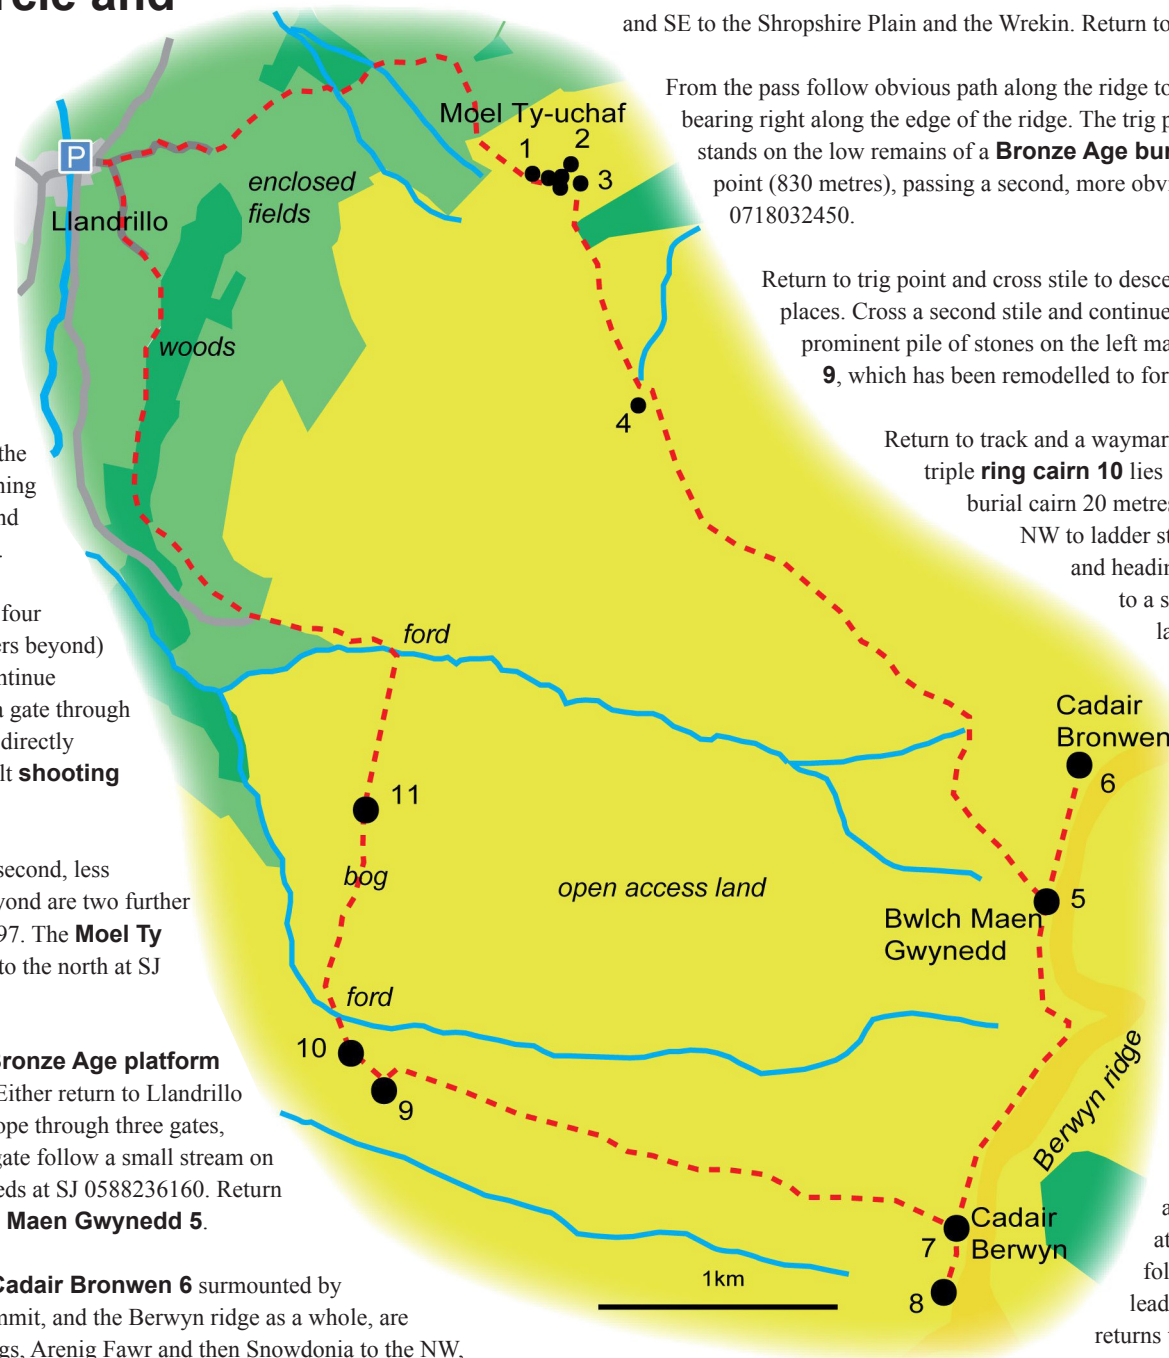 rcle and
and SE to the Shropshire Plain and the Wrekin. Return to
From the pass follow obvious path along the ridge to
bearing right along the edge of the ridge. The trig p
stands on the low remains of a Bronze Age bur
point (830 metres), passing a second, more obvi
0718032450.
Return to trig point and cross stile to desce
places. Cross a second stile and continue
prominent pile of stones on the left ma
9, which has been remodelled to for
Return to track and a waymar
triple ring cairn 10 lies
burial cairn 20 metres
NW to ladder st
and headin
to a s
la
the
ning
nd
.
four
ers beyond)
ntinue
a gate through
directly
lt shooting
second, less
yond are two further
97. The Moel Ty
to the north at SJ
Bronze Age platform
Either return to Llandrillo
ope through three gates,
gate follow a small stream on
eds at SJ 0588236160. Return
Maen Gwynedd 5.
Cadair Bronwen 6 surmounted by
mmit, and the Berwyn ridge as a whole, are
gs, Arenig Fawr and then Snowdonia to the NW,
a
at
fol
lead
returns
P
Llandrillo
enclosed
fields
woods
Moel Ty-uchaf
1
2
3
4
ford
Cadair
Bronwen
6
11
bog
open access land
5
Bwlch Maen
Gwynedd
ford
10
9
Berwyn ridge
Cadair
Berwyn
7
8
1km